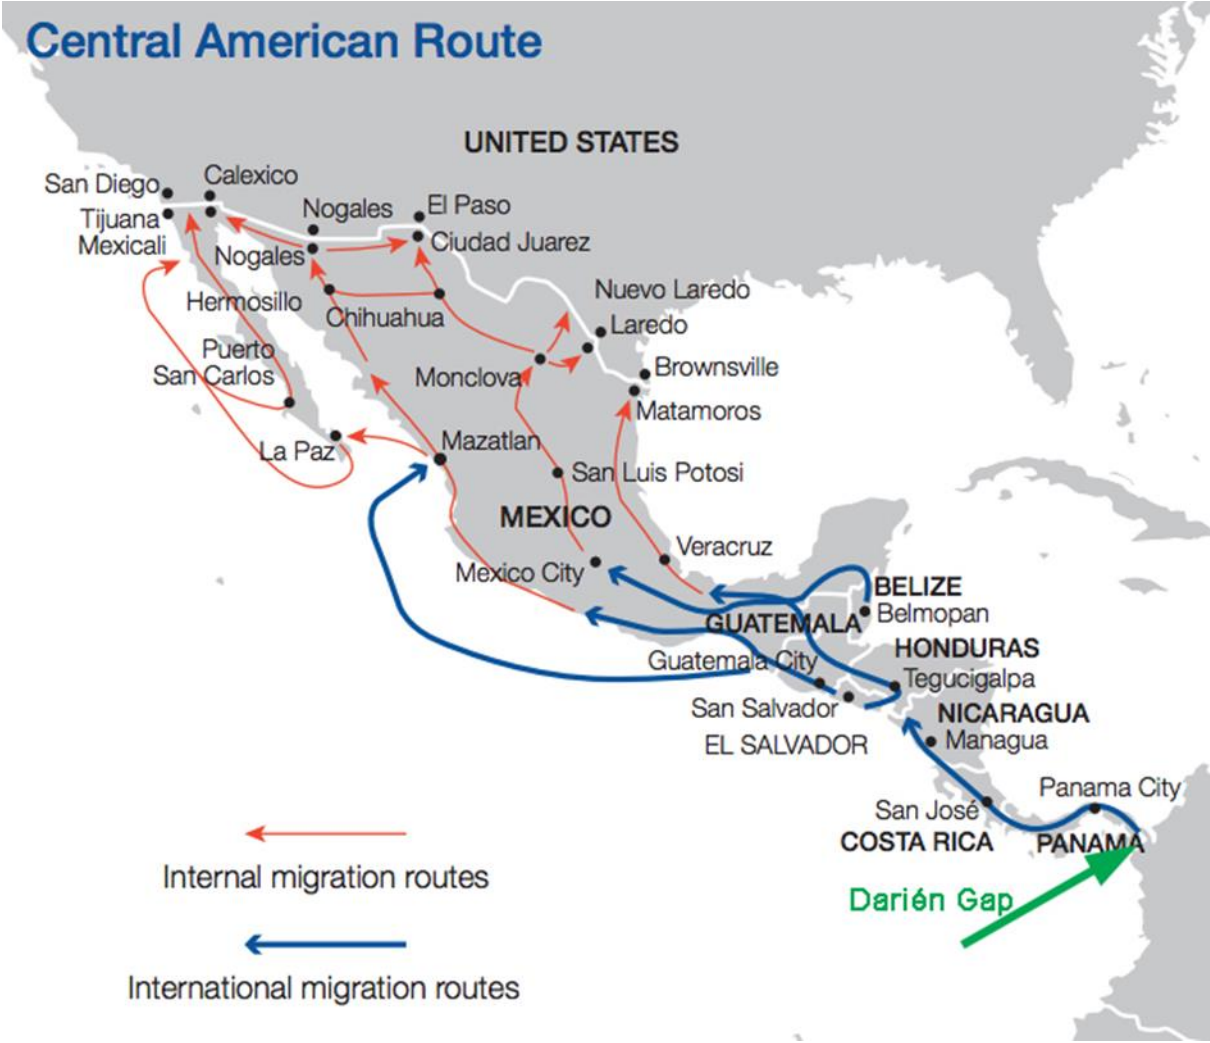 Central American Route
UNITED STATES
San Diego
Calexico
Tijuana
Mexicali
Nogales
El Paso
Nogales
Ciudad Juarez
Hermosillo
Chihuahua
Nuevo Laredo
Laredo
Puerto
San Carlos
Monclova
Brownsville
Matamoros
La Paz
Mazatlan
San Luis Potosi
MEXICO
Mexico City
Veracruz
BELIZE
Belmopan
GUATEMALA
Guatemala City
HONDURAS
Tegucigalpa
San Salvador
EL SALVADOR
NICARAGUA
Managua
Panama City
San José
COSTA RICA
PANAMA
Darién Gap
Internal migration routes
International migration routes